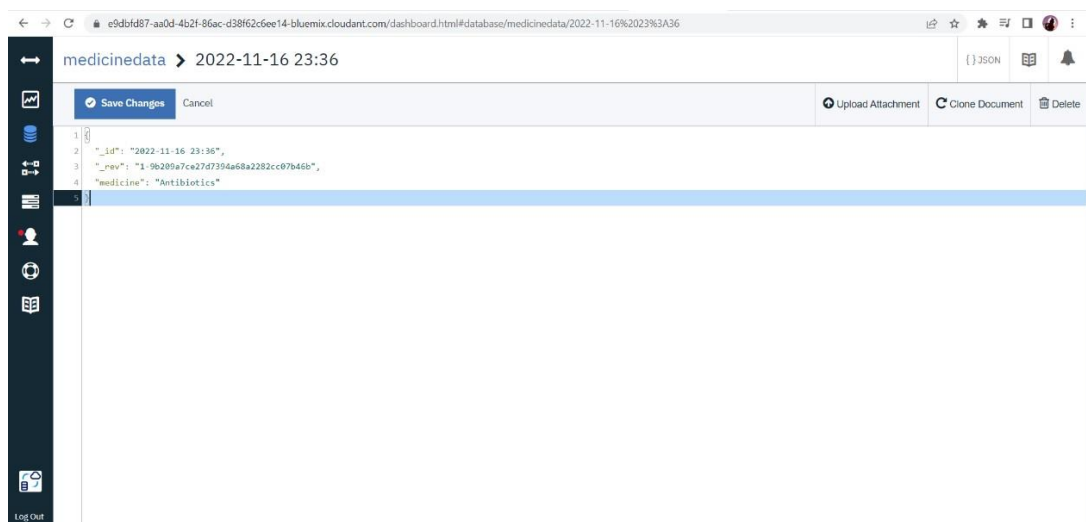 e9dbfd87-aa0d-4b2f-86ac-d38f62c6ee14-bluemix.cloudant.com/dashboard.html#database/medicinedata/2022-11-16%2023%3A36
medicinedata > 2022-11-16 23:36
{ } JSON
Save Changes Cancel Upload Attachment Clone Document Delete
1 {
2 "_id": "2022-11-16 23:36",
3 "_rev": "1-9b209a7ce27d7394a68a2282cc07b46b",
4 "medicine": "Antibiotics"
5 }
Log Out